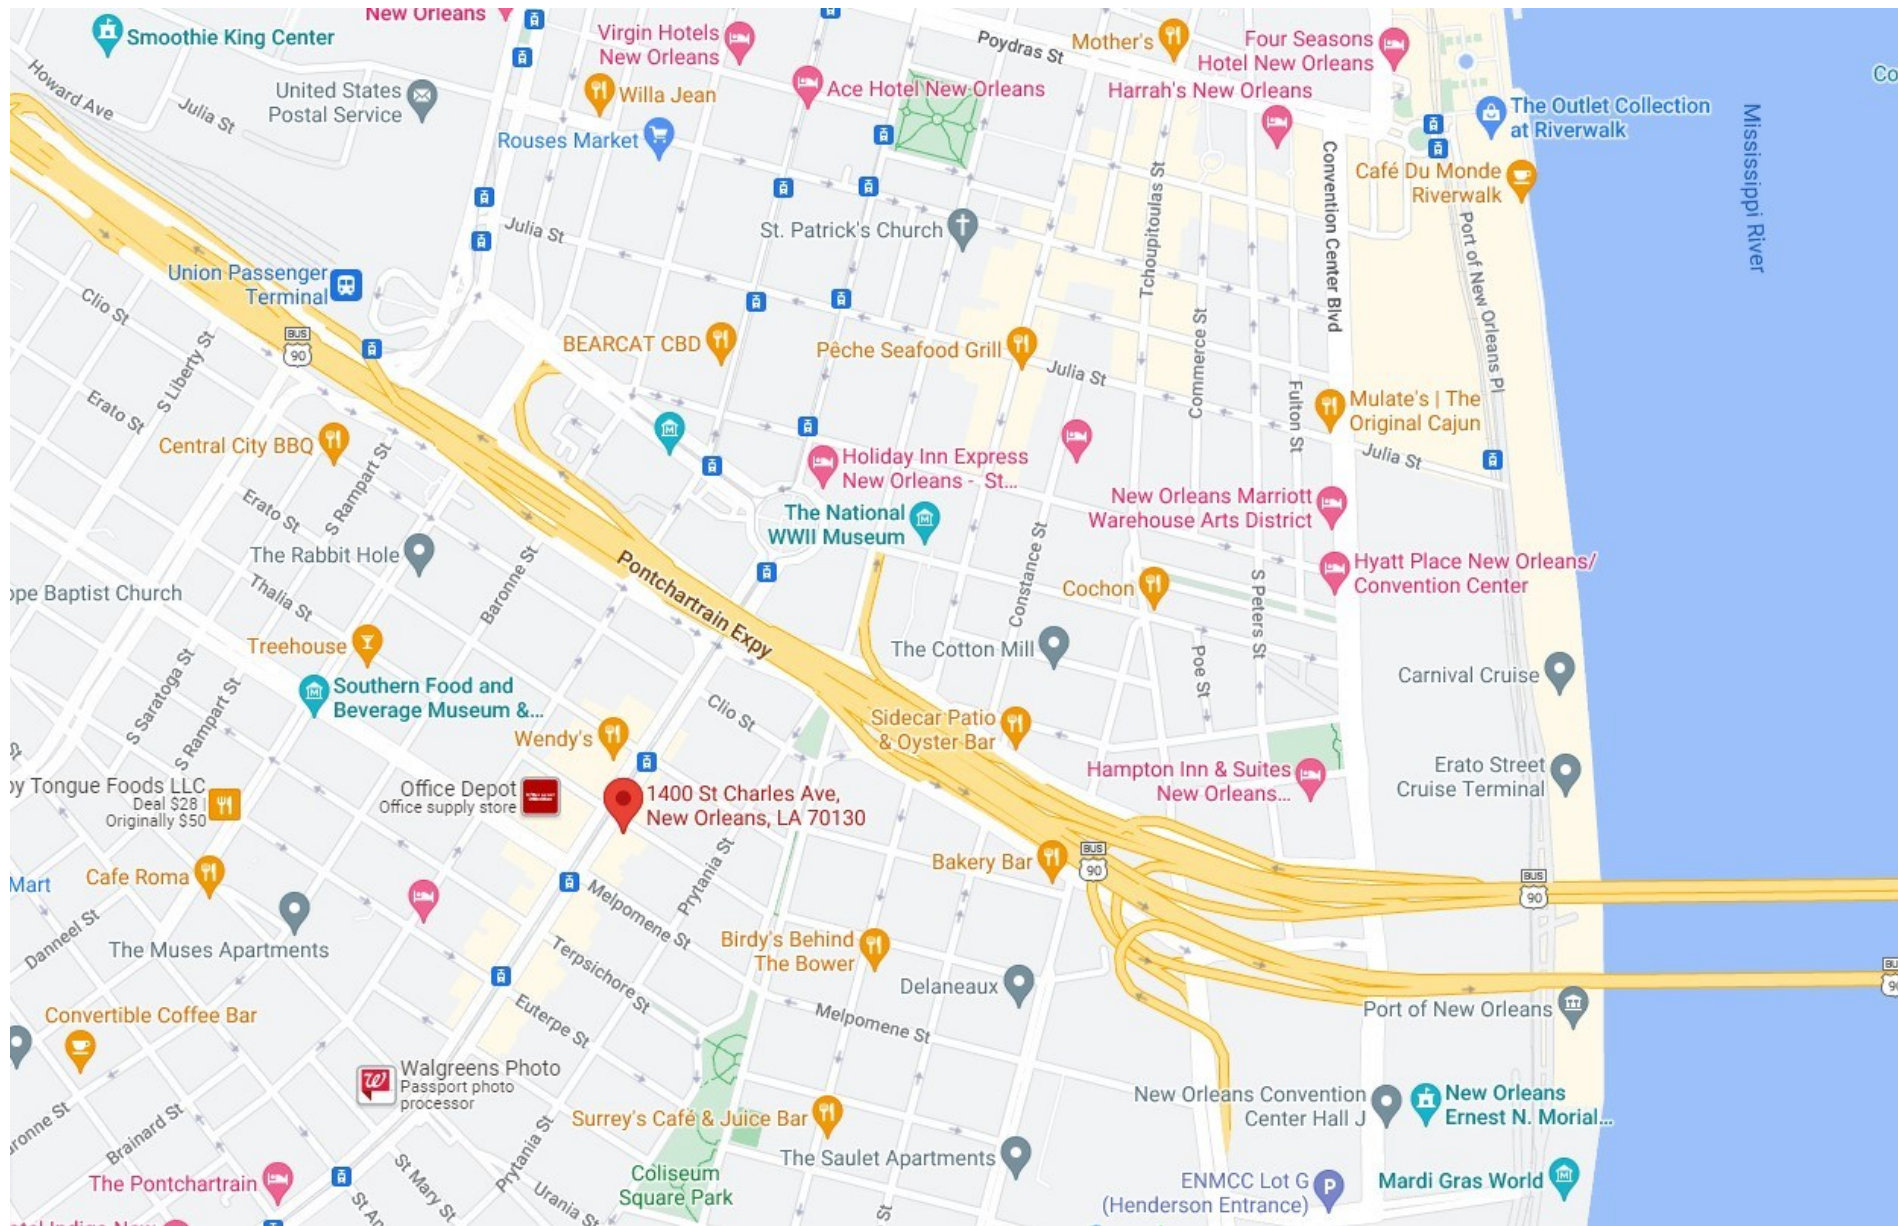 New Orleans
Smoothie King Center
Virgin Hotels
New Orleans
Poydras St
Mother's
Four Seasons
Hotel New Orleans
Co
Howard Ave
Julia St
United States
Postal Service
Willa Jean
Ace Hotel New Orleans
Harrah's New Orleans
The Outlet Collection
at Riverwalk
Mississippi River
Rouses Market
Convention Center Blvd
Café Du Monde
Riverwalk
Tchoupitoulas St
Julia St
St. Patrick's Church
Port of New Orleans Pl
Union Passenger
Terminal
Clio St
BUS
90
S Liberty St
BEARCAT CBD
Pêche Seafood Grill
Julia St
Commerce St
Fulton St
Mulate's | The
Original Cajun
Julia St
Erato St
Central City BBQ
S Rampart St
Holiday Inn Express
New Orleans - St...
New Orleans Marriott
Warehouse Arts District
Erato St
The National
WWII Museum
The Rabbit Hole
Baronne St
Pontchartrain Expy
Constance St
Hyatt Place New Orleans/
Convention Center
ope Baptist Church
Thalia St
Cochon
S Peters St
Treehouse
The Cotton Mill
Poe St
Carnival Cruise
S Saratoga St
S Rampart St
Southern Food and
Beverage Museum &...
Clio St
Wendy's
Sidecar Patio
& Oyster Bar
St
Hampton Inn & Suites
New Orleans...
Erato Street
Cruise Terminal
by Tongue Foods LLC
Deal $28 |
Originally $50
Office Depot
Office supply store
1400 St Charles Ave,
New Orleans, LA 70130
Mart
Cafe Roma
Prytania St
Bakery Bar
BUS
90
BUS
90
Melpomene St
Danneel St
The Muses Apartments
Terpsichore St
Birdy's Behind
The Bower
Delaneaux
BU
90
Convertible Coffee Bar
Euterpe St
Melpomene St
Port of New Orleans
Walgreens Photo
Passport photo
processor
aronne St
Brainard St
Surrey's Café & Juice Bar
New Orleans Convention
Center Hall J
New Orleans
Ernest N. Morial...
The Pontchartrain
St Mary St
Prytania St
Coliseum
Square Park
The Saulet Apartments
ENMCC Lot G
(Henderson Entrance)
P
Mardi Gras World
St An
Urania St
St